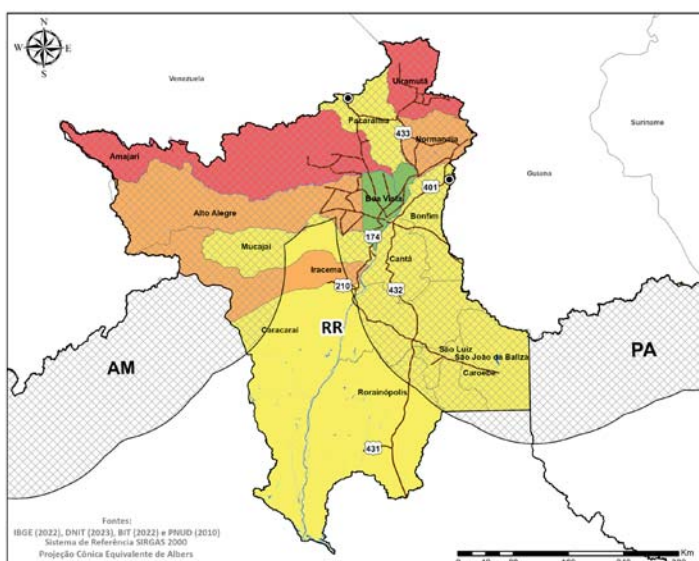 N
W E
S
Venezuela
Suriname
Guiana
Uiramutã
Pacaraima
433
Normandia
Amajari
401
Boa Vista
Bonfim
Alto Alegre
174
Mucajaí
Cantá
Iracema
210
432
Caracaraí
RR
São Luiz
São João da Baliza
Caroebe
AM
PA
Rorainópolis
431
Fontes:
IBGE (2022), DNIT (2023), BIT (2022) e PNUD (2010)
Sistema de Referência SIRGAS 2000
Projeção Cônica Equivalente de Albers
Km